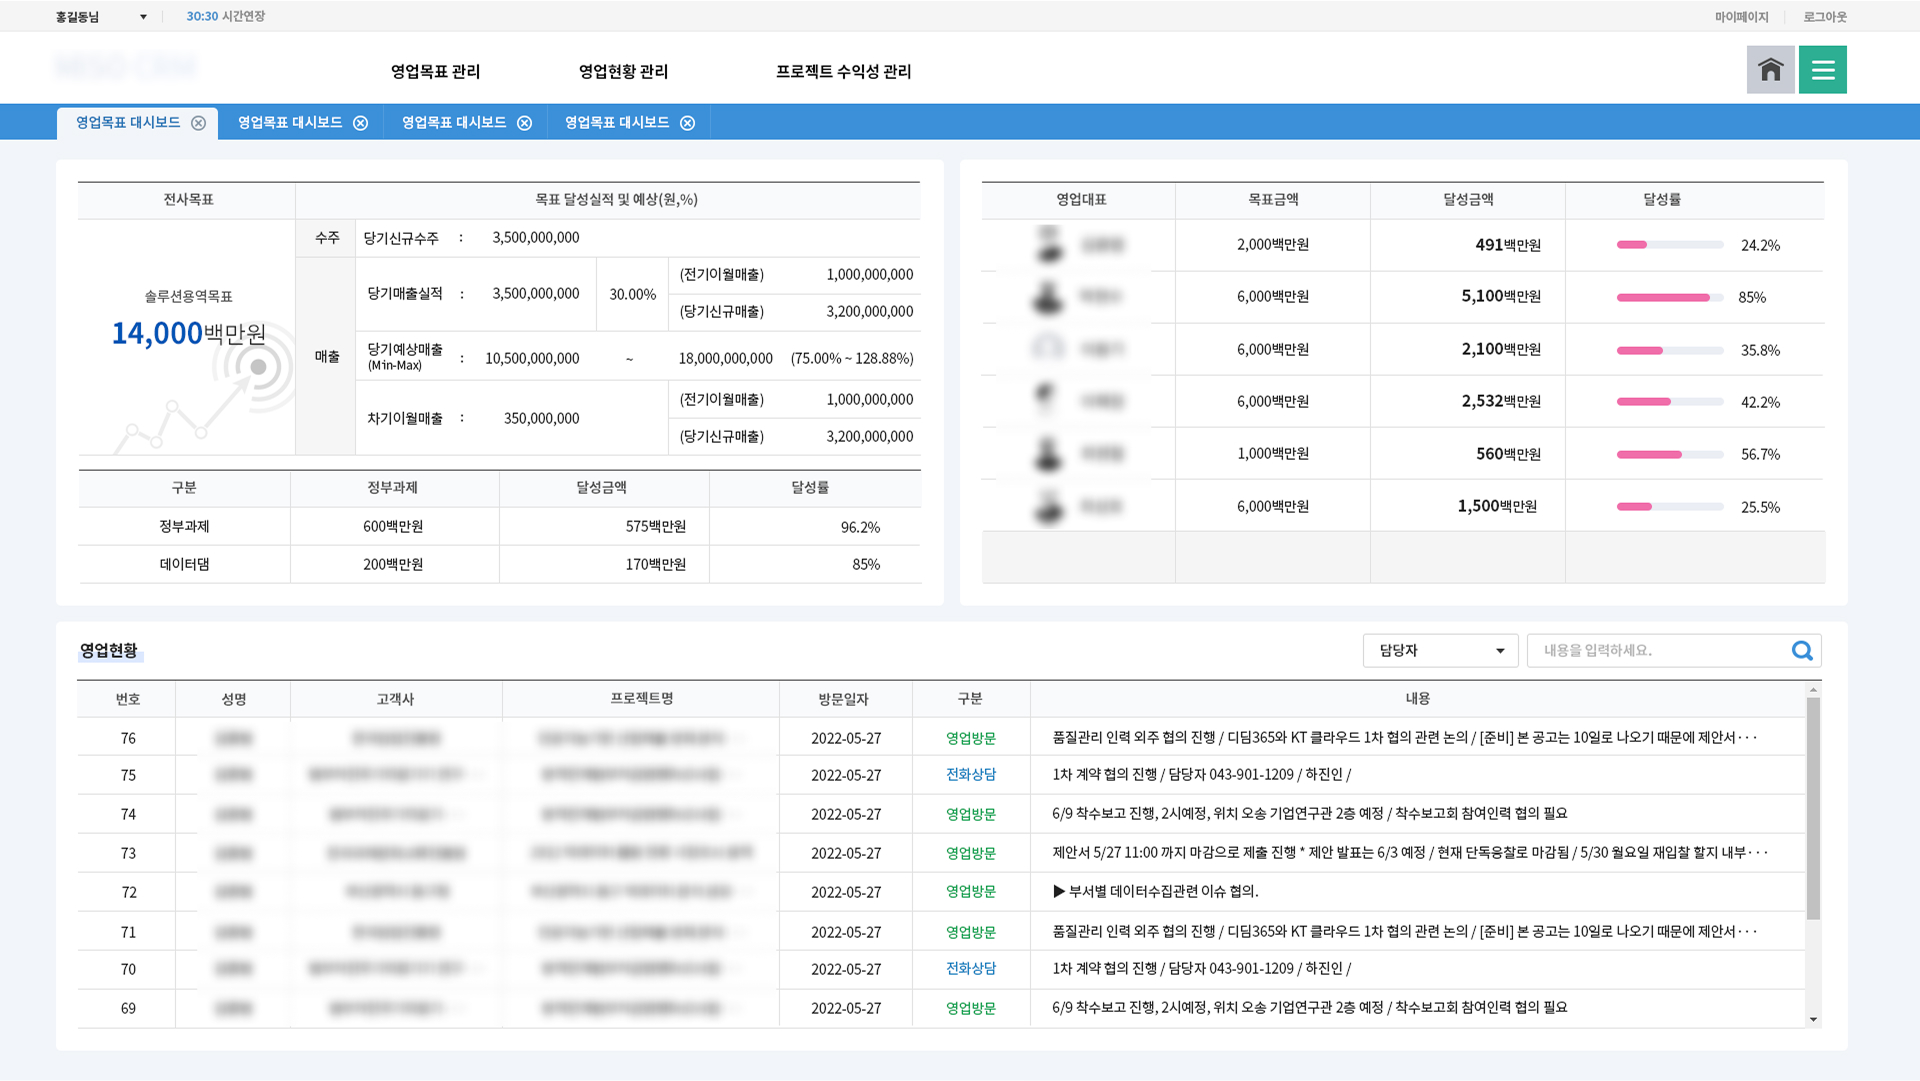 홍길동님
30:30 시간연장
마이페이지
로그아웃
영업목표 관리
영업현황 관리
프로젝트 수익성 관리
영업목표 대시보드
영업목표 대시보드
영업목표 대시보드
영업목표 대시보드
전사목표 목표 달성실적 및 예상(원,%)
솔루션용역목표
14,000백만원
수주 당기신규수주 : 3,500,000,000
매출
당기매출실적 : 3,500,000,000 30.00%
(전기이월매출) 1,000,000,000
(당기신규매출) 3,200,000,000
당기예상매출
(Min-Max)
: 10,500,000,000 ~ 18,000,000,000 (75.00% ~ 128.88%)
차기이월매출 : 350,000,000
(전기이월매출) 1,000,000,000
(당기신규매출) 3,200,000,000
구분 정부과제 달성금액 달성률
정부과제 600백만원 575백만원 96.2%
데이터댐 200백만원 170백만원 85%
영업대표 목표금액 달성금액 달성률
2,000백만원 491백만원 24.2%
6,000백만원 5,100백만원 85%
6,000백만원 2,100백만원 35.8%
6,000백만원 2,532백만원 42.2%
1,000백만원 560백만원 56.7%
6,000백만원 1,500백만원 25.5%
영업현황
담당자
내용을 입력하세요.
번호 성명 고객사 프로젝트명 방문일자 구분 내용
76 2022-05-27 영업방문 품질관리 인력 외주 협의 진행 / 디딤365와 KT 클라우드 1차 협의 관련 논의 / [준비] 본 공고는 10일로 나오기 때문에 제안서···
75 2022-05-27 전화상담 1차 계약 협의 진행 / 담당자 043-901-1209 / 하진인 /
74 2022-05-27 영업방문 6/9 착수보고 진행, 2시예정, 위치 오송 기업연구관 2층 예정 / 착수보고회 참여인력 협의 필요
73 2022-05-27 영업방문 제안서 5/27 11:00 까지 마감으로 제출 진행 * 제안 발표는 6/3 예정 / 현재 단독응찰로 마감됨 / 5/30 월요일 재입찰 할지 내부···
72 2022-05-27 영업방문 ▶ 부서별 데이터수집관련 이슈 협의.
71 2022-05-27 영업방문 품질관리 인력 외주 협의 진행 / 디딤365와 KT 클라우드 1차 협의 관련 논의 / [준비] 본 공고는 10일로 나오기 때문에 제안서···
70 2022-05-27 전화상담 1차 계약 협의 진행 / 담당자 043-901-1209 / 하진인 /
69 2022-05-27 영업방문 6/9 착수보고 진행, 2시예정, 위치 오송 기업연구관 2층 예정 / 착수보고회 참여인력 협의 필요